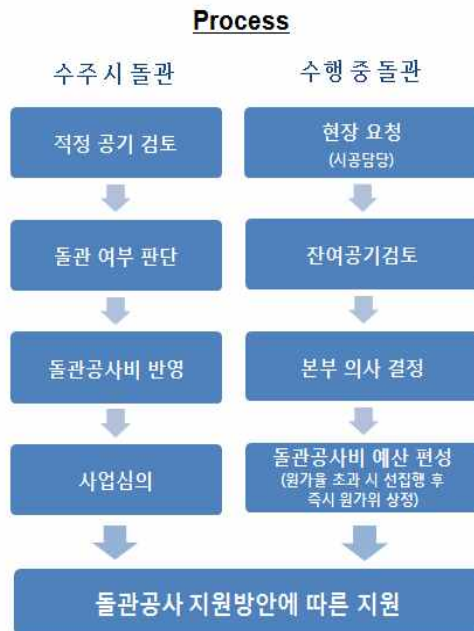 Process
수주 시 돌관
적정 공기 검토
돌관 여부 판단
돌관공사비 반영
사업심의
수행 중 돌관
현장 요청
(시공담당)
잔여공기검토
본부 의사 결정
돌관공사비 예산 편성
(원가율 초과 시 선집행 후
즉시 원가위 상정)
돌관공사 지원방안에 따른 지원